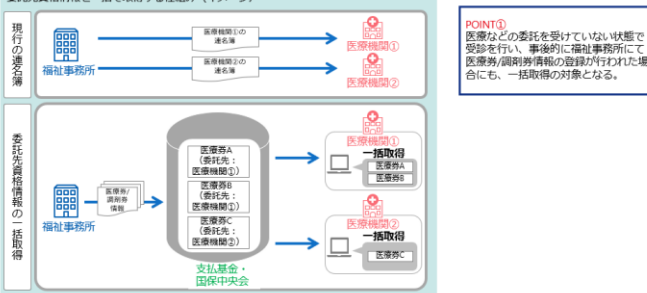 現行の連名簿
福祉事務所
医療機関①の
連名簿
医療機関②の
連名簿
医療機関①
医療機関②
POINT①
医療などの委託を受けていない状態で
受診を行い、事後的に福祉事務所にて
医療券/調剤券情報の登録が行われた場
合にも、一括取得の対象となる。
委託先資格情報の一括取得
福祉事務所
医療券/
調剤券
情報
医療券A
(委託先:
医療機関①)
医療券B
(委託先:
医療機関①)
医療券C
(委託先:
医療機関②)
支払基金・
国保中央会
医療機関①
一括取得
医療券A
医療券B
医療機関②
一括取得
医療券C